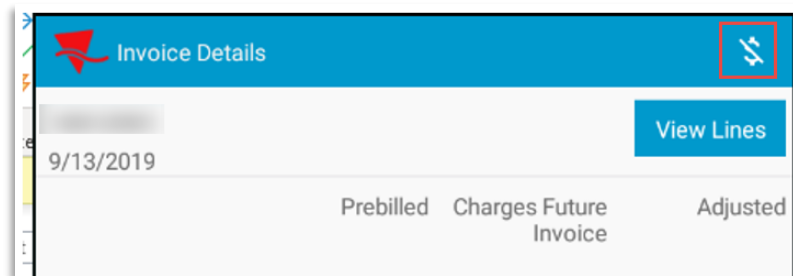 Invoice Details
View Lines
9/13/2019
Prebilled Charges Future Adjusted
Invoice